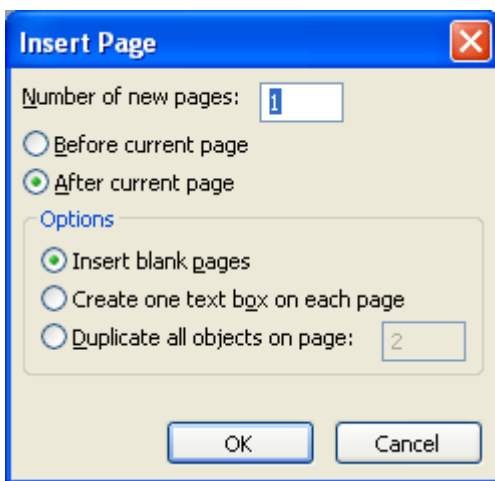 Insert Page
Number of new pages: 1
Before current page
After current page
Options
Insert blank pages
Create one text box on each page
Duplicate all objects on page: 2
OK Cancel